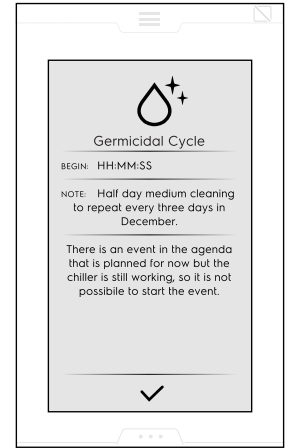 Germicidal Cycle
BEGIN: HH:MM:SS
NOTE: Half day medium cleaning
to repeat every three days in
December.
There is an event in the agenda
that is planned for now but the
chiller is still working, so it is not
possibile to start the event.